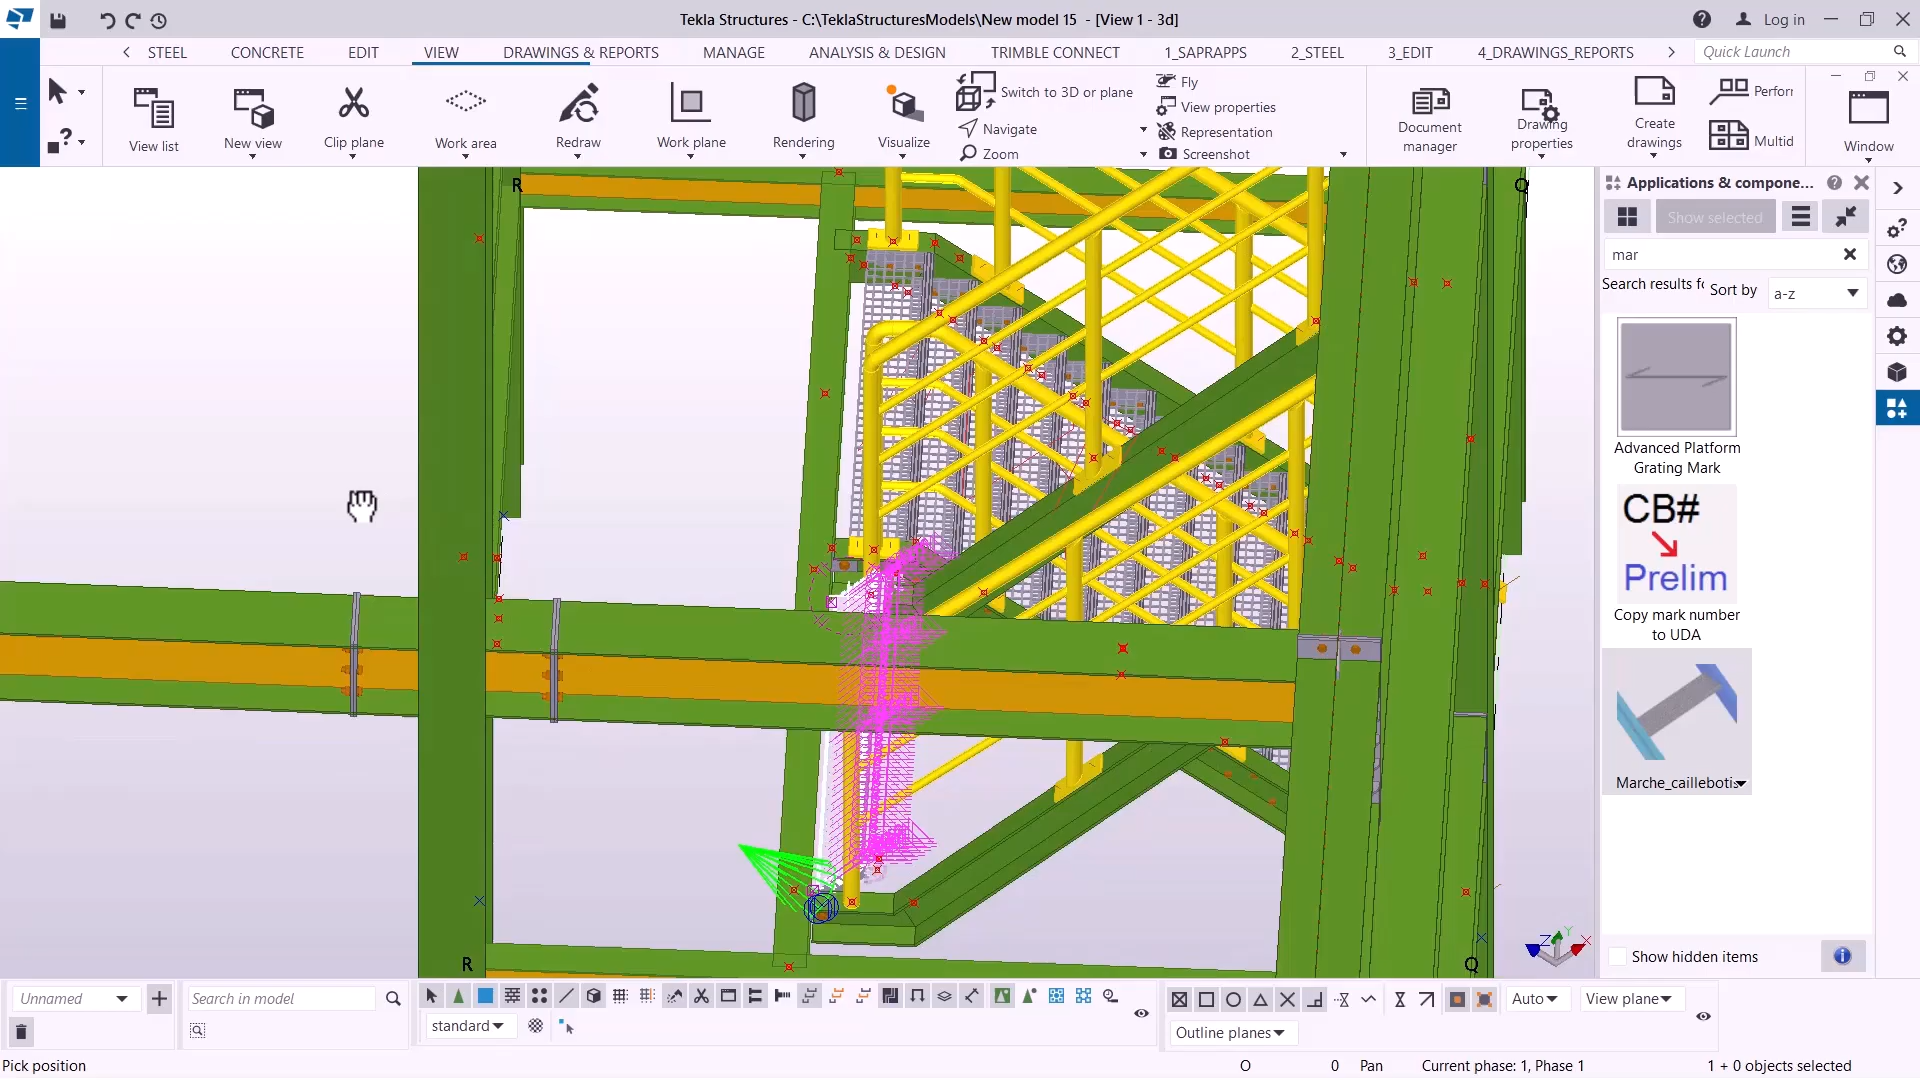 Tekla Structures - C:\TeklaStructuresModels\New model 15 - [View 1 - 3d]
Log in
STEEL CONCRETE EDIT VIEW DRAWINGS & REPORTS MANAGE ANALYSIS & DESIGN TRIMBLE CONNECT 1_SAPRAPPS 2_STEEL 3_EDIT 4_DRAWINGS_REPORTS Quick Launch
View list
New view
Clip plane
Work area
Redraw
Work plane
Rendering
Visualize
Switch to 3D or plane
Navigate
Zoom
Fly
View properties
Representation
Screenshot
Document manager
Drawing properties
Create drawings
Perfor
Multid
Window
R
Q
Applications & compone...
Show selected
mar
Search results fo
Sort by
a-z
Advanced Platform
Grating Mark
CB#
Prelim
Copy mark number
to UDA
Marche_caillebotis
Show hidden items
R
Q
Z Y X
Unnamed
Search in model
standard
Auto
View plane
Outline planes
Pick position
O 0 Pan Current phase: 1, Phase 1 1 + 0 objects selected